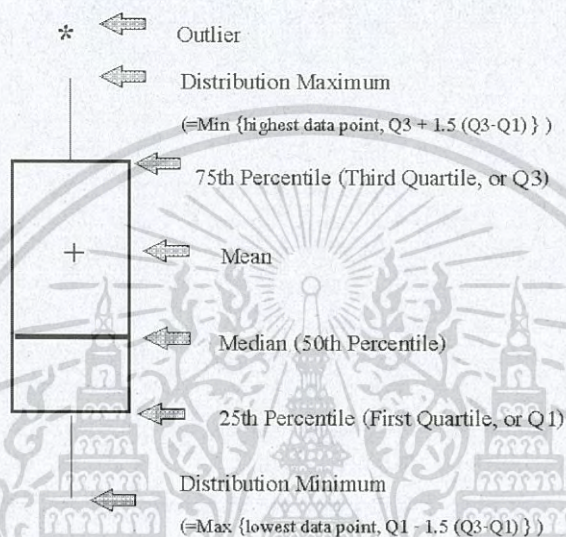 * Outlier
Distribution Maximum
(=Min {highest data point, Q3 + 1.5 (Q3-Q1) } )
75th Percentile (Third Quartile, or Q3)
+ Mean
Median (50th Percentile)
25th Percentile (First Quartile, or Q1)
Distribution Minimum
(=Max {lowest data point, Q1 - 1.5 (Q3-Q1) } )